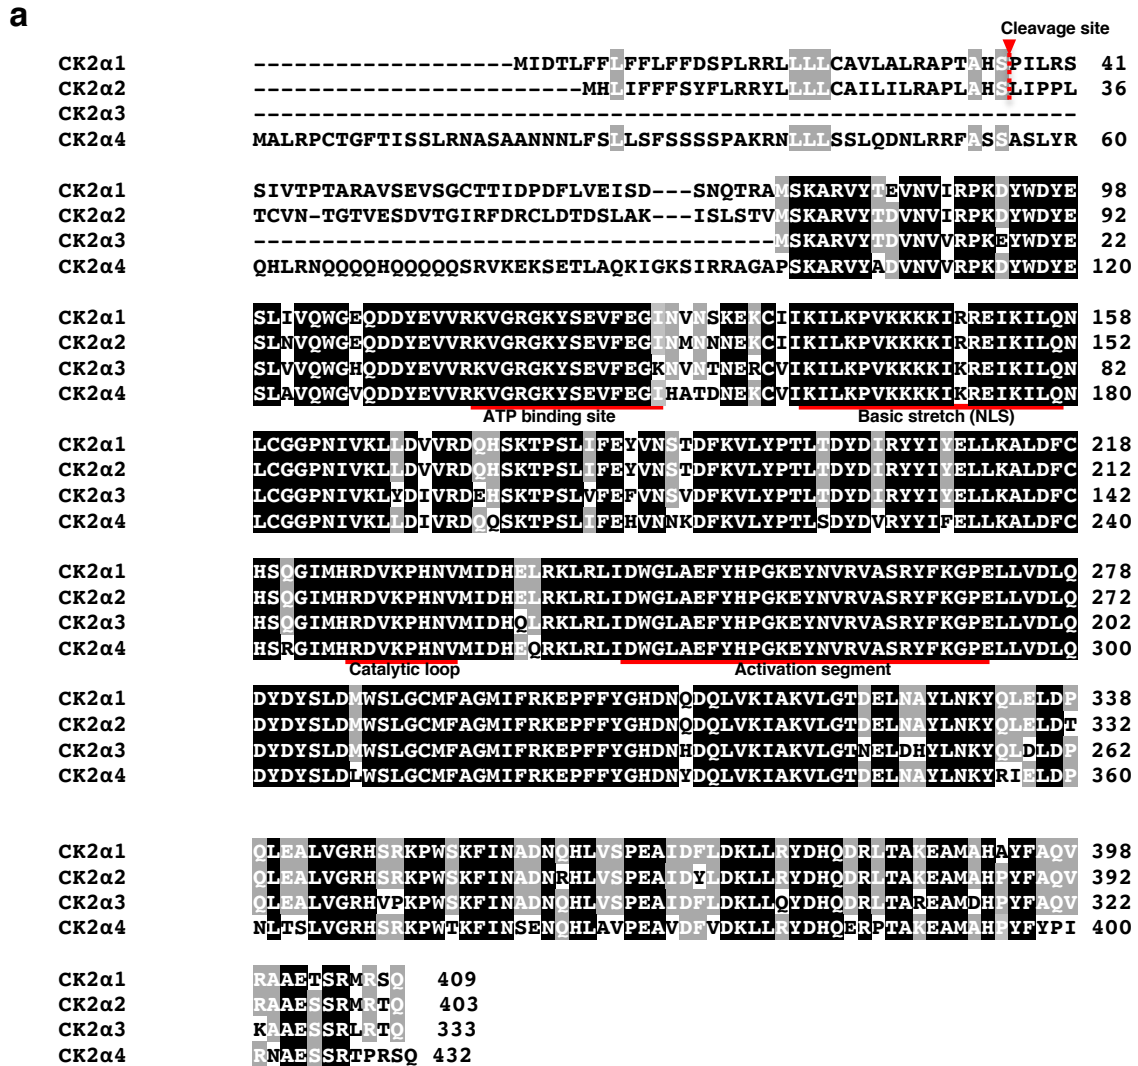 a
Cleavage site
CK2α1 -------------------MIDTLFFLFFLFFDSPLRRLLLLCAVLALRAPTAHSPILRS 41
CK2α2 ------------------------MHLIFFFSYFLRRYLLLLCAILILRAPLAHSLIPPL 36
CK2α3 ------------------------------------------------------------
CK2α4 MALRPCTGFTISSLRNASAANNNLFSLLLSFSSSSPAKRNLLLSSLQDNLRRFASSASLYR 60
CK2α1 SIVTPTARAVSEVSGCTTIDPDFLVEISD---SNQTRAMSKARVYTEVNVIRPKDYWDYE 98
CK2α2 TCVN-TGTVESDVTGIRFDRCLDTDSLAK---ISLSTVMSKARVYTDVNVIRPKDYWDYE 92
CK2α3 --------------------------------------MSKARVYTDVNVVRPKEYWDYE 22
CK2α4 QHLRNQQQQHQQQQQSRVKEKSETLAQKIGKSIRRAGAPSKARVYADVNVVRPKDYWDYE 120
CK2α1 SLIVQWGEQDDYEVVRKVGRGKYSEVFEGINVNSKEKCIIKILKPVKKKKIRREIKILQN 158
CK2α2 SLNVQWGEQDDYEVVRKVGRGKYSEVFEGINMNNNEKCIIKILKPVKKKKIRREIKILQN 152
CK2α3 SLVVQWGHQDDYEVVRKVGRGKYSEVFEGKNVNTNERCVIKILKPVKKKKIKREIKILQN 82
CK2α4 SLAVQWGVQDDYEVVRKVGRGKYSEVFEGIHATDNEKCVIKILKPVKKKKIKREIKILQN 180
ATP binding site Basic stretch (NLS)
CK2α1 LCGGPNIVKLLDVVRDQHSKTPSLIFEYVNSTDFKVLYPTLTDYDIRYYIYELLKALDFC 218
CK2α2 LCGGPNIVKLLDVVRDQHSKTPSLIFEYVNSTDFKVLYPTLTDYDIRYYIYELLKALDFC 212
CK2α3 LCGGPNIVKLYDIVRDEHSKTPSLVFEFVNSVDFKVLYPTLTDYDIRYYIYELLKALDFC 142
CK2α4 LCGGPNIVKLLDIVRDQQSKTPSLIFEHVNNKDFKVLYPTLSDYDVRYYIFELLKALDFC 240
CK2α1 HSQGIMHRDVKPHNVMIDHELRKLRLIDWGLAEFYHPGKEYNVRVASRYFKGPELLVDLQ 278
CK2α2 HSQGIMHRDVKPHNVMIDHELRKLRLIDWGLAEFYHPGKEYNVRVASRYFKGPELLVDLQ 272
CK2α3 HSQGIMHRDVKPHNVMIDHQLRKLRLIDWGLAEFYHPGKEYNVRVASRYFKGPELLVDLQ 202
CK2α4 HSRGIMHRDVKPHNVMIDHEQRKLRLIDWGLAEFYHPGKEYNVRVASRYFKGPELLVDLQ 300
Catalytic loop Activation segment
CK2α1 DYDYSLDMWSLGCMFAGMIFRKEPFFYGHDNQDQLVKIAKVLGTDELNAYLNKYQLELDP 338
CK2α2 DYDYSLDMWSLGCMFAGMIFRKEPFFYGHDNQDQLVKIAKVLGTDELNAYLNKYQLELDT 332
CK2α3 DYDYSLDMWSLGCMFAGMIFRKEPFFYGHDNHDQLVKIAKVLGTNELDHYLNKYQLDLDP 262
CK2α4 DYDYSLDLWSLGCMFAGMIFRKEPFFYGHDNYDQLVKIAKVLGTDELNAYLNKYRIELDP 360
CK2α1 QLEALVGRHSRKPWSKFINADNQHLVSPEAIDFLDKLLRYDHQDRLTAKEAMAHAYFAQV 398
CK2α2 QLEALVGRHSRKPWSKFINADNRHLVSPEAIDYLDKLLRYDHQDRLTAKEAMAHPYFAQV 392
CK2α3 QLEALVGRHVPKPWSKFINADNQHLVSPEAIDFLDKLLQYDHQDRLTAREAMDHPYFAQV 322
CK2α4 NLTSLVGRHSRKPWTKFINSENQHLAVPEAVDFVDKLLRYDHQERPTAKEAMAHPYFYPI 400
CK2α1 RAAETSRMRSQ 409
CK2α2 RAAESSRMRTQ 403
CK2α3 KAAESSRLRTQ 333
CK2α4 RNAESSRTPRSQ 432